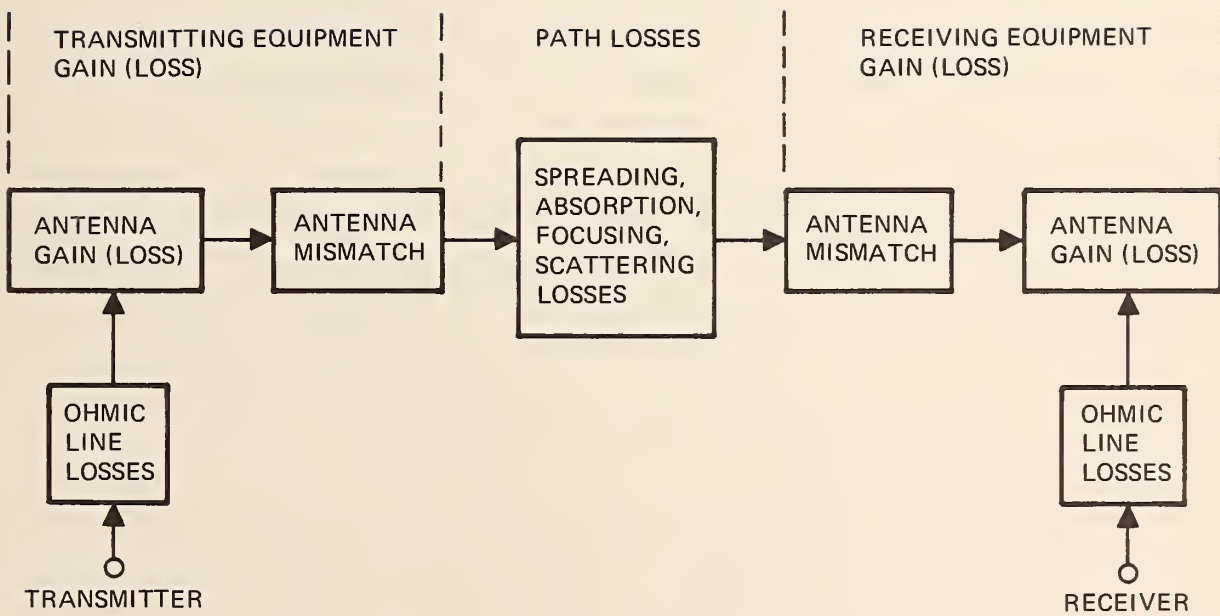 TRANSMITTING EQUIPMENT
GAIN (LOSS)
PATH LOSSES
RECEIVING EQUIPMENT
GAIN (LOSS)
ANTENNA
GAIN (LOSS)
ANTENNA
MISMATCH
SPREADING,
ABSORPTION,
FOCUSING,
SCATTERING
LOSSES
ANTENNA
MISMATCH
ANTENNA
GAIN (LOSS)
OHMIC
LINE
LOSSES
OHMIC
LINE
LOSSES
TRANSMITTER
RECEIVER